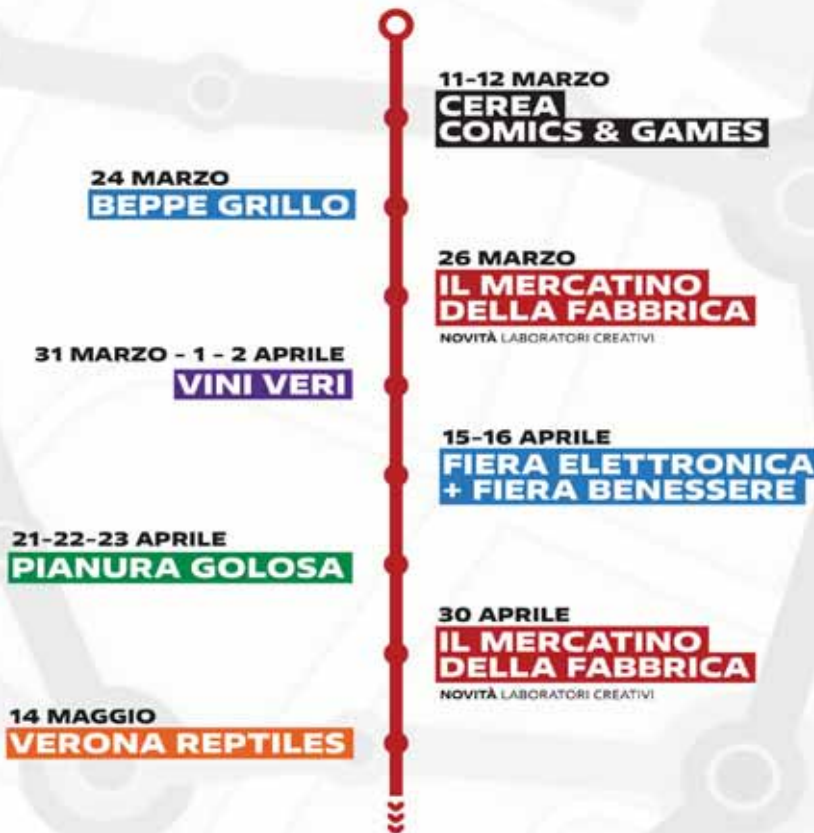 11-12 MARZO
CEREA
COMICS & GAMES
24 MARZO
BEPPE GRILLO
26 MARZO
IL MERCATINO
DELLA FABBRICA
NOVITÀ LABORATORI CREATIVI
31 MARZO - 1 - 2 APRILE
VINI VERI
15-16 APRILE
FIERA ELETTRONICA
+ FIERA BENESSERE
21-22-23 APRILE
PIANURA GOLOSA
30 APRILE
IL MERCATINO
DELLA FABBRICA
NOVITÀ LABORATORI CREATIVI
14 MAGGIO
VERONA REPTILES